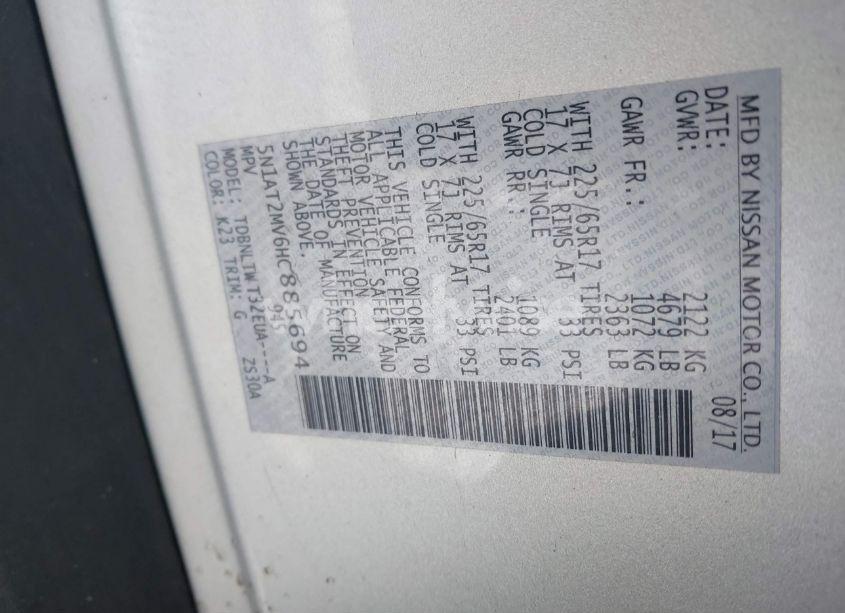 MFD BY NISSAN MOTOR CO., LTD.
DATE: 08/17
GVWR: 2122 KG
4679 LB
GAWR FR.: 1072 KG
2363 LB
WITH 225/65R17 TIRES
17 X 7J RIMS AT 33 PSI
COLD SINGLE
GAWR RR.: 1089 KG
2401 LB
WITH 225/65R17 TIRES
17 X 7J RIMS AT 33 PSI
COLD SINGLE
THIS VEHICLE CONFORMS TO
ALL APPLICABLE FEDERAL
MOTOR VEHICLE SAFETY AND
THEFT PREVENTION
STANDARDS IN EFFECT ON
THE DATE OF MANUFACTURE
SHOWN ABOVE.
5N1AT2MV6HC885694
MPV
MODEL: TDBNLTWT32EUA----A
COLOR: K23 TRIM: G ZS30A